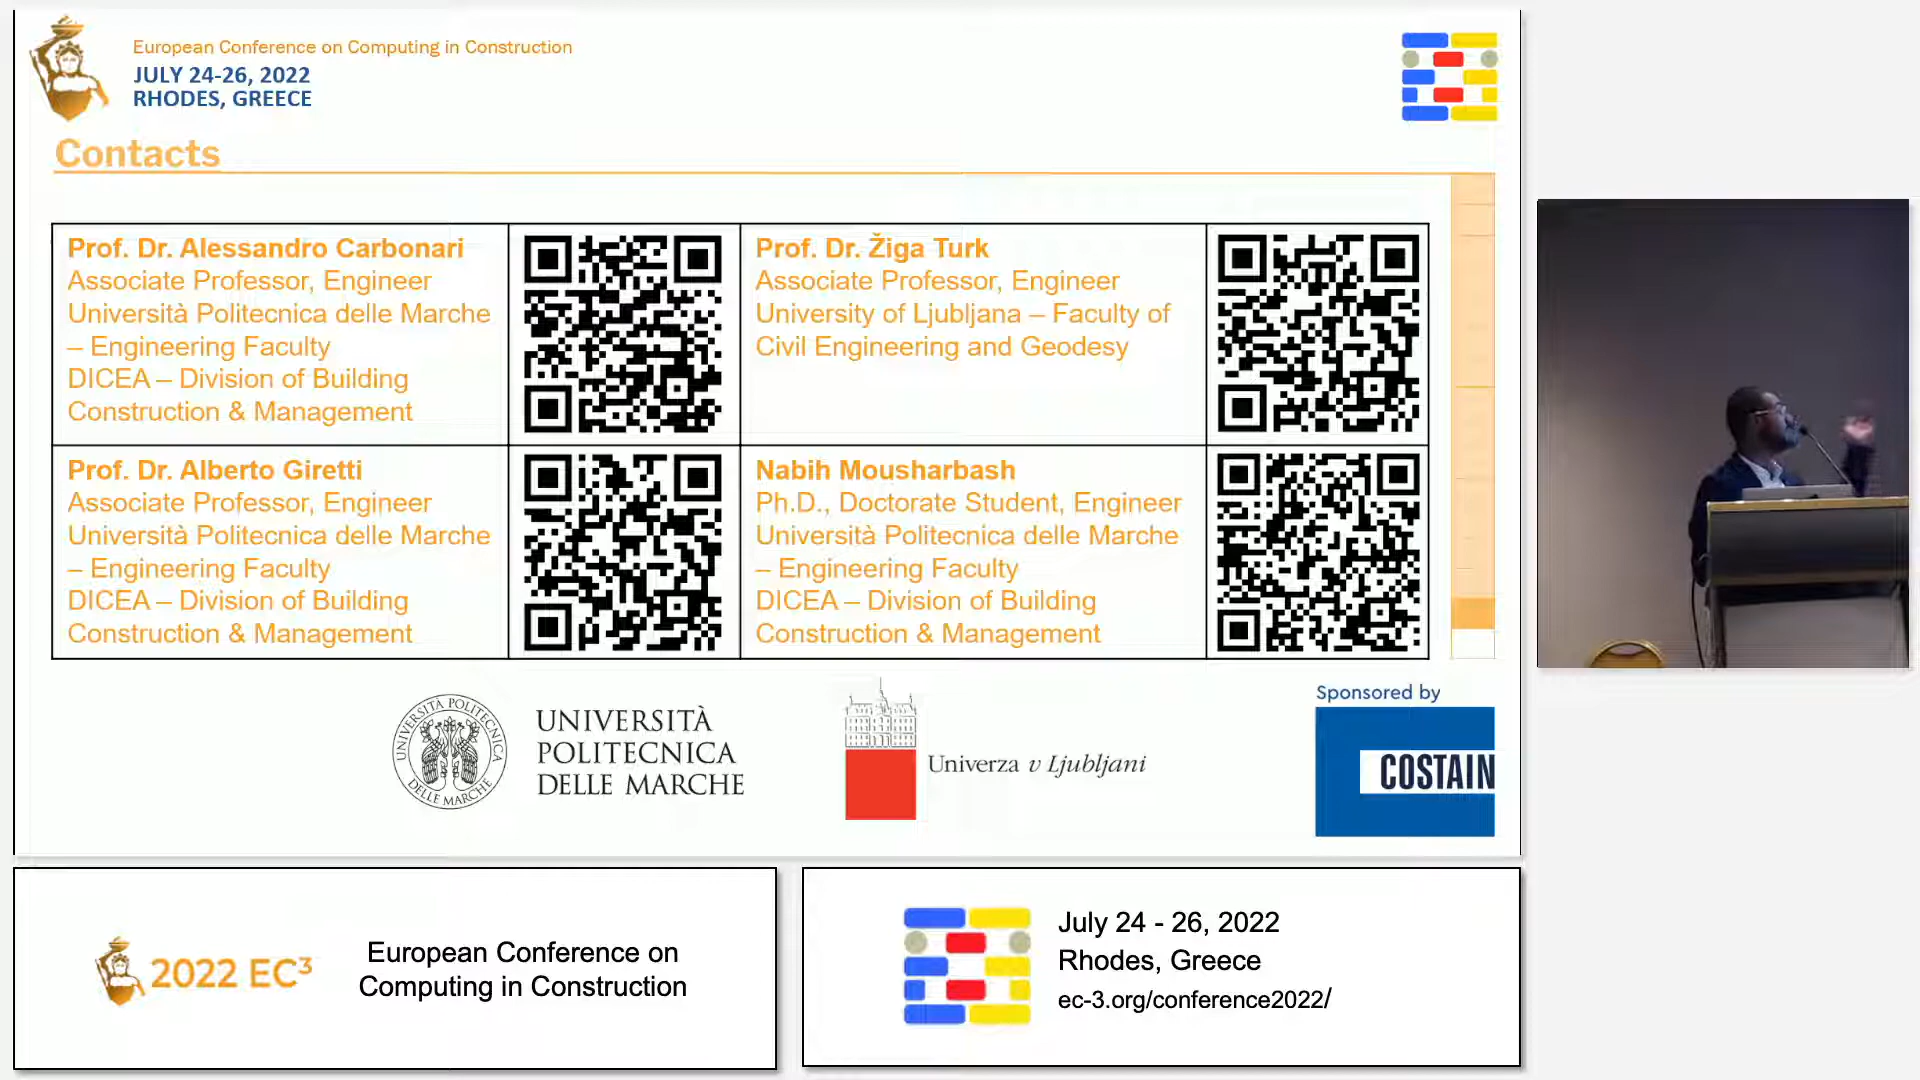 European Conference on Computing in Construction
JULY 24-26, 2022
RHODES, GREECE
Contacts
Prof. Dr. Alessandro Carbonari
Associate Professor, Engineer
Università Politecnica delle Marche
– Engineering Faculty
DICEA – Division of Building
Construction & Management
Prof. Dr. Žiga Turk
Associate Professor, Engineer
University of Ljubljana – Faculty of
Civil Engineering and Geodesy
Prof. Dr. Alberto Giretti
Associate Professor, Engineer
Università Politecnica delle Marche
– Engineering Faculty
DICEA – Division of Building
Construction & Management
Nabih Mousharbash
Ph.D., Doctorate Student, Engineer
Università Politecnica delle Marche
– Engineering Faculty
DICEA – Division of Building
Construction & Management
UNIVERSITÀ POLITECNICA
DELLE MARCHE
UNIVERSITÀ
POLITECNICA
DELLE MARCHE
Univerza v Ljubljani
Sponsored by
COSTAIN
2022 EC³
European Conference on
Computing in Construction
July 24 - 26, 2022
Rhodes, Greece
ec-3.org/conference2022/